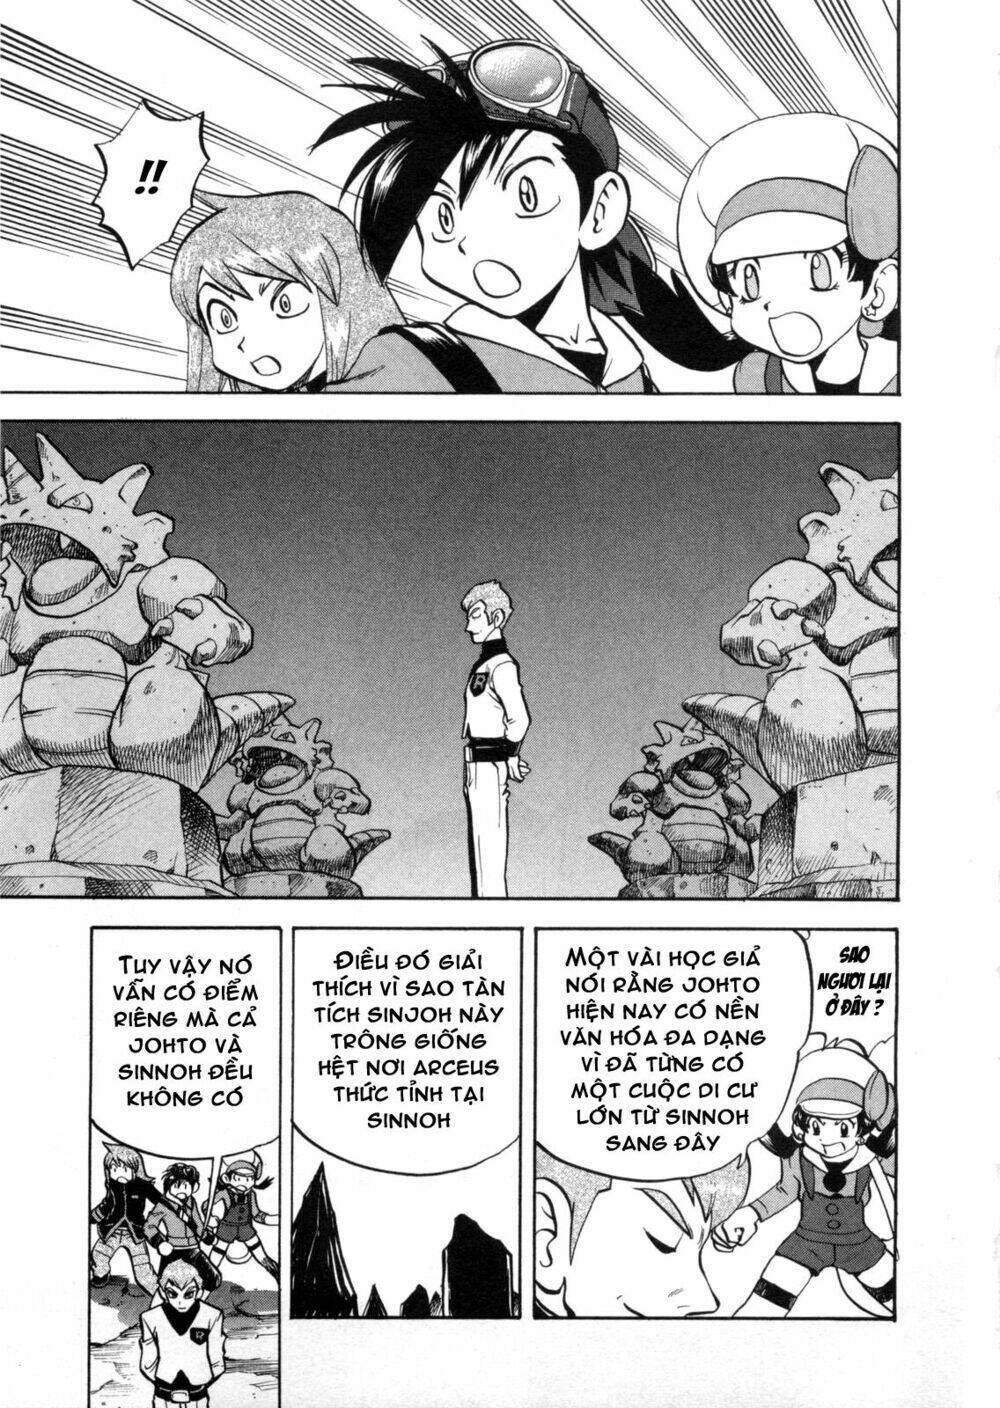 !!
SAO
NGƯƠI LẠI
Ở ĐÂY?
MỘT VÀI HỌC GIẢ
NÓI RẰNG JOHTO
HIỆN NAY CÓ NỀN
VĂN HÓA ĐA DẠNG
VÌ ĐÃ TỪNG CÓ
MỘT CUỘC DI CƯ
LỚN TỪ SINNOH
SANG ĐÂY
ĐIỀU ĐÓ GIẢI
THÍCH VÌ SAO TÀN
TÍCH SINJOH NÀY
TRÔNG GIỐNG
HỆT NƠI ARCEUS
THỨC TỈNH TẠI
SINNOH
TUY VẬY NÓ
VẪN CÓ ĐIỂM
RIÊNG MÀ CẢ
JOHTO VÀ
SINNOH ĐỀU
KHÔNG CÓ
R
R